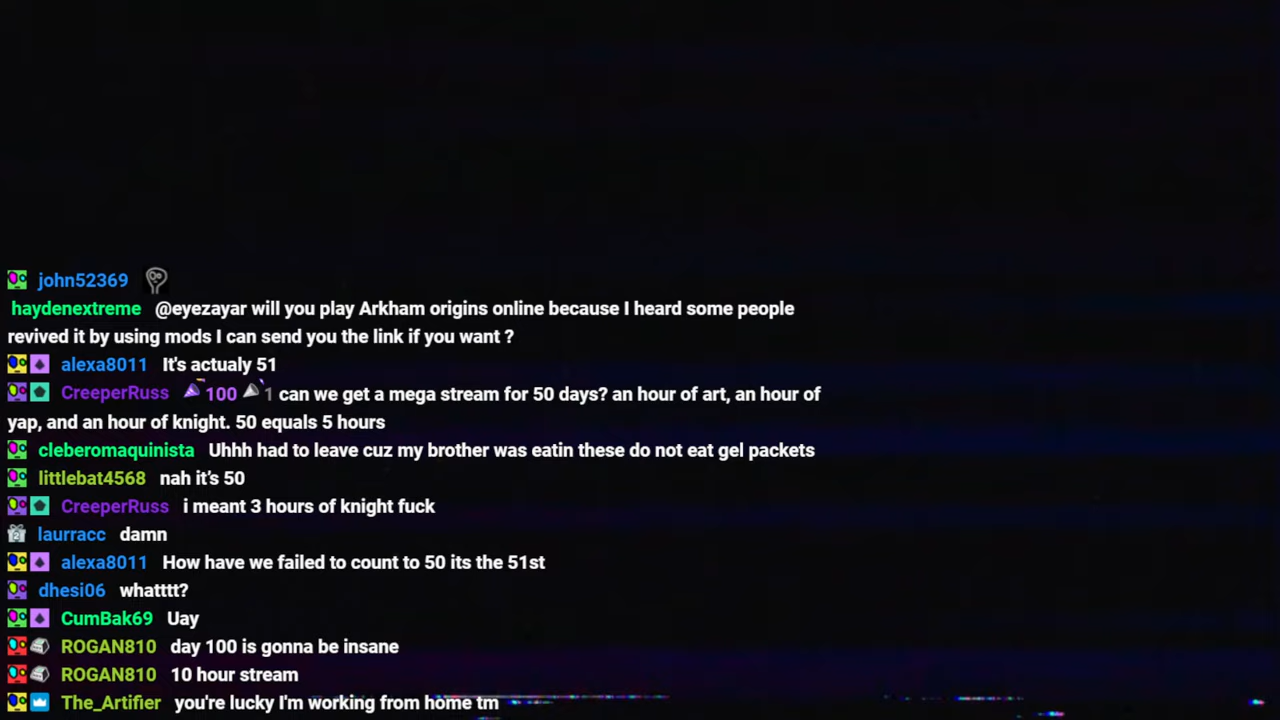 john52369
haydenextreme @eyezayar will you play Arkham origins online because I heard some people
revived it by using mods I can send you the link if you want ?
alexa8011 It's actualy 51
CreeperRuss 100 1 can we get a mega stream for 50 days? an hour of art, an hour of
yap, and an hour of knight. 50 equals 5 hours
cleberomaquinista Uhhh had to leave cuz my brother was eatin these do not eat gel packets
littlebat4568 nah it's 50
CreeperRuss i meant 3 hours of knight fuck
laurracc damn
alexa8011 How have we failed to count to 50 its the 51st
dhesi06 whatttt?
CumBak69 Uay
ROGAN810 day 100 is gonna be insane
ROGAN810 10 hour stream
The_Artifier you're lucky I'm working from home tm